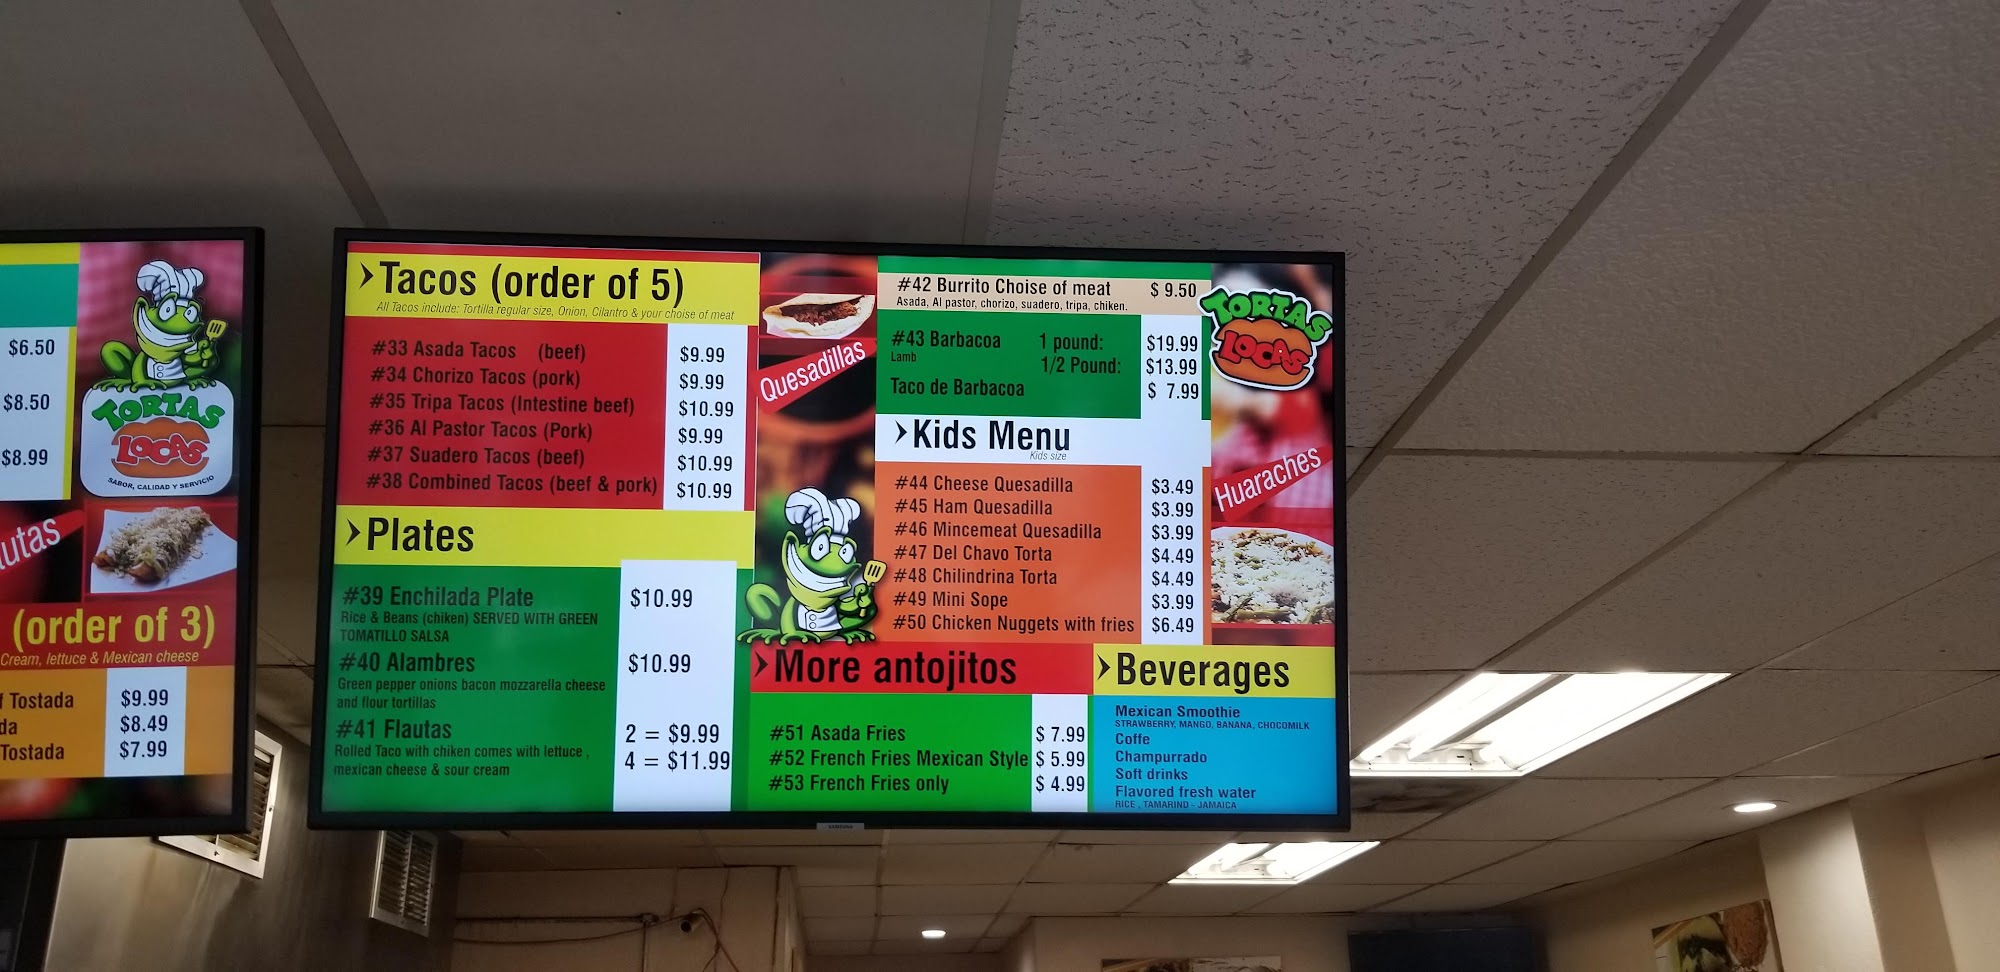 $6.50
$8.50
$8.99
TORTAS
LOCAS
SABOR, CALIDAD Y SERVICIO
utas
(order of 3)
Cream, lettuce & Mexican cheese
Tostada $9.99
da $8.49
Tostada $7.99
Tacos (order of 5)
All Tacos include: Tortilla regular size, Onion, Cilantro & your choise of meat
#33 Asada Tacos (beef) $9.99
#34 Chorizo Tacos (pork) $9.99
#35 Tripa Tacos (Intestine beef) $10.99
#36 Al Pastor Tacos (Pork) $9.99
#37 Suadero Tacos (beef) $10.99
#38 Combined Tacos (beef & pork) $10.99
Plates
#39 Enchilada Plate $10.99
Rice & Beans (chiken) SERVED WITH GREEN
TOMATILLO SALSA
#40 Alambres $10.99
Green pepper onions bacon mozzarella cheese
and flour tortillas
#41 Flautas 2 = $9.99
Rolled Taco with chiken comes with lettuce , 4 = $11.99
mexican cheese & sour cream
Quesadillas
#42 Burrito Choise of meat $ 9.50
Asada, Al pastor, chorizo, suadero, tripa, chiken.
#43 Barbacoa 1 pound: $19.99
Lamb 1/2 Pound: $13.99
Taco de Barbacoa $ 7.99
Kids Menu
Kids size
#44 Cheese Quesadilla $3.49
#45 Ham Quesadilla $3.99
#46 Mincemeat Quesadilla $3.99
#47 Del Chavo Torta $4.49
#48 Chilindrina Torta $4.49
#49 Mini Sope $3.99
#50 Chicken Nuggets with fries $6.49
More antojitos
#51 Asada Fries $ 7.99
#52 French Fries Mexican Style $ 5.99
#53 French Fries only $ 4.99
TORTAS
LOCAS
Huaraches
Beverages
Mexican Smoothie
STRAWBERRY, MANGO, BANANA, CHOCOMILK
Coffe
Champurrado
Soft drinks
Flavored fresh water
RICE , TAMARIND - JAMAICA
SAMSUNG